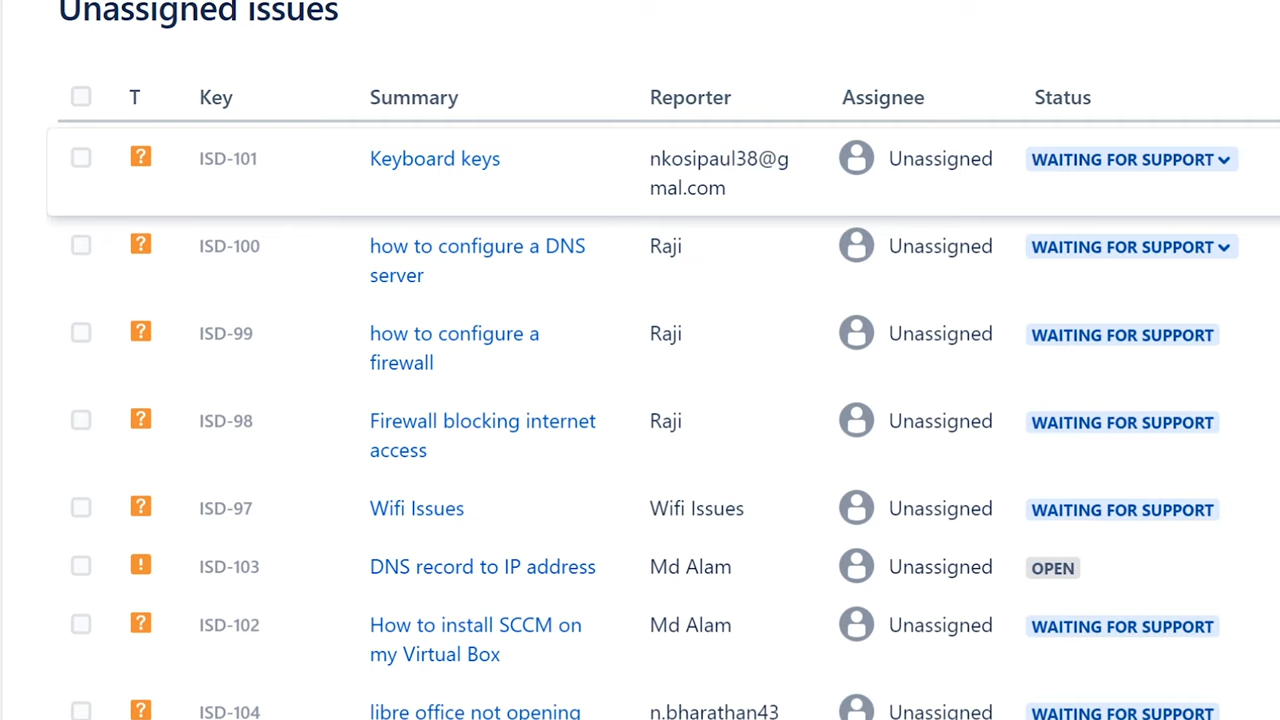 Unassigned issues
T Key Summary Reporter Assignee Status
ISD-101 Keyboard keys nkosipaul38@g Unassigned WAITING FOR SUPPORT
mal.com
ISD-100 how to configure a DNS Raji Unassigned WAITING FOR SUPPORT
server
ISD-99 how to configure a Raji Unassigned WAITING FOR SUPPORT
firewall
ISD-98 Firewall blocking internet Raji Unassigned WAITING FOR SUPPORT
access
ISD-97 Wifi Issues Wifi Issues Unassigned WAITING FOR SUPPORT
ISD-103 DNS record to IP address Md Alam Unassigned OPEN
ISD-102 How to install SCCM on Md Alam Unassigned WAITING FOR SUPPORT
my Virtual Box
ISD-104 libre office not opening n.bharathan43 Unassigned WAITING FOR SUPPORT